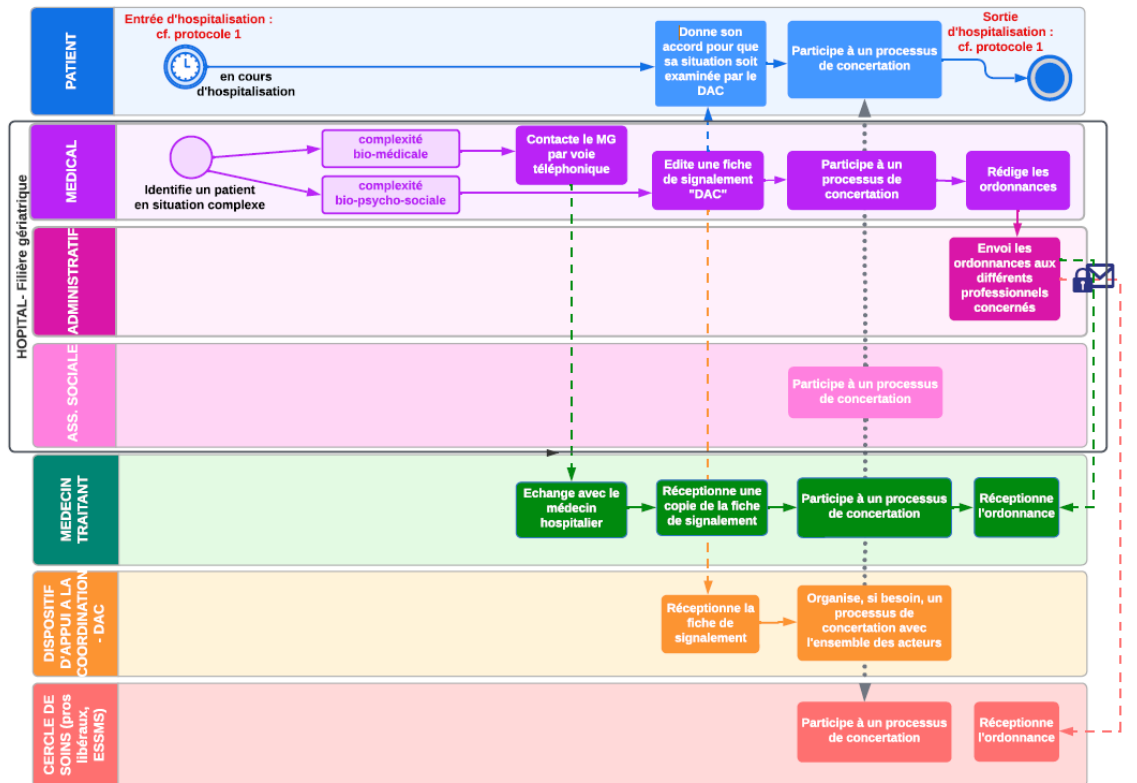 Entrée d'hospitalisation :
cf. protocole 1
PATIENT
en cours
d'hospitalisation
Donne son
accord pour que
sa situation soit
examinée par le
DAC
Participe à un processus
de concertation
Sortie
d'hospitalisation :
cf. protocole 1
HOPITAL- Filière gériatrique
MEDICAL
Identifie un patient
en situation complexe
complexité
bio-médicale
complexité
bio-psycho-sociale
Contacte le MG
par voie
téléphonique
Edite une fiche
de signalement
"DAC"
Participe à un
processus de
concertation
Rédige les
ordonnances
ADMINISTRATIF
Envoi les
ordonnances aux
différents
professionnels
concernés
ASS. SOCIALE
Participe à un processus
de concertation
MEDECIN
TRAITANT
Echange avec le
médecin
hospitalier
Réceptionne une
copie de la fiche
de signalement
Participe à un processus
de concertation
Réceptionne
l'ordonnance
DISPOSITIF
D'APPUI A LA
COORDINATION
- DAC
Réceptionne la
fiche de
signalement
Organise, si besoin, un
processus de
concertation avec
l'ensemble des acteurs
CERCLE DE
SOINS (pros
libéraux,
ESSMS)
Participe à un processus
de concertation
Réceptionne
l'ordonnance